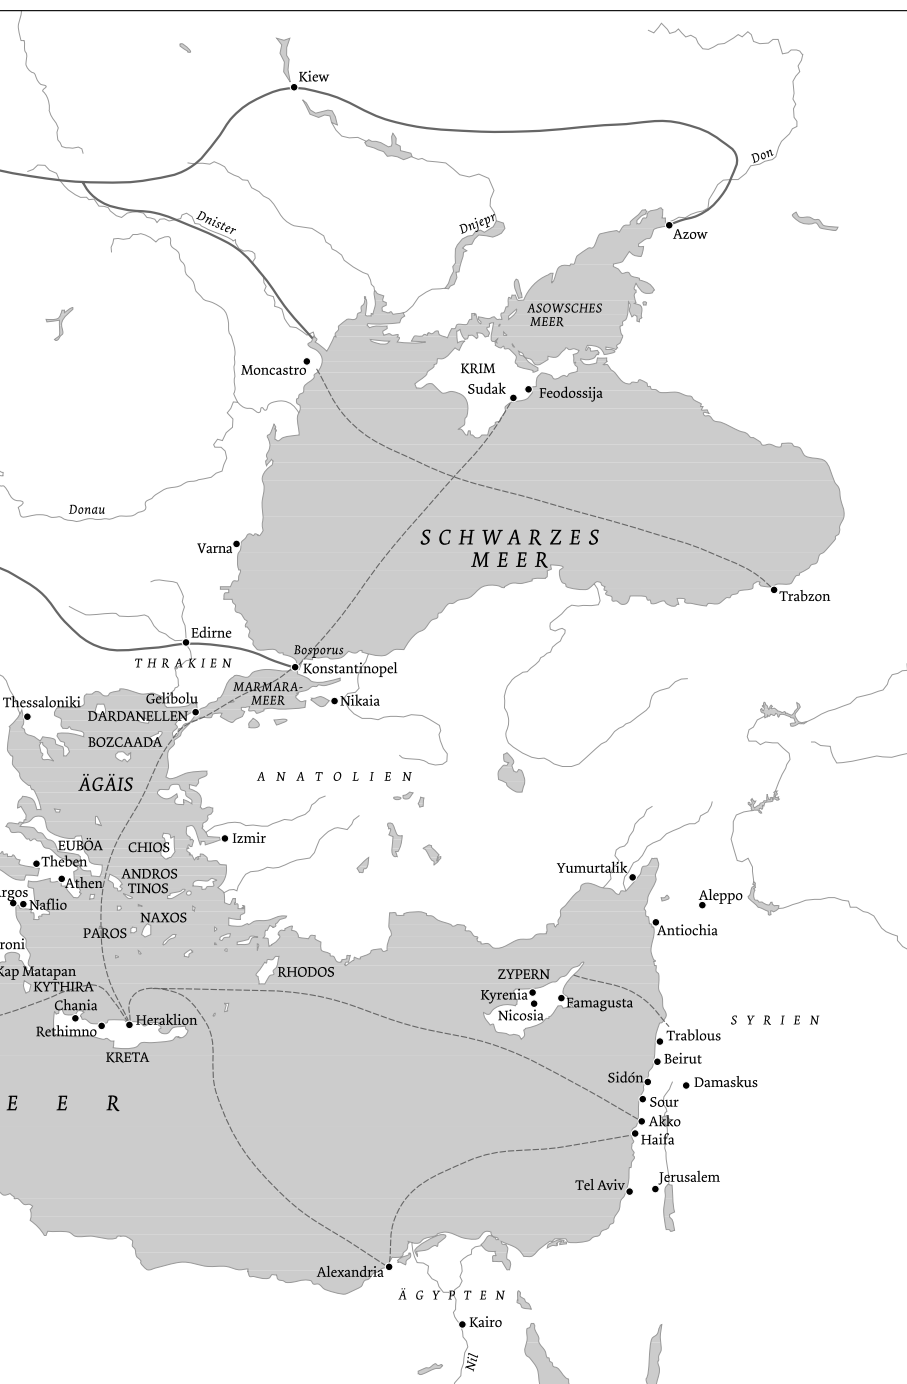 Kiew
Don
Dnister
Dnjepr
Azow
ASOWSCHES
MEER
Moncastro
KRIM
Sudak
Feodossija
Donau
SCHWARZES
MEER
Varna
Trabzon
Edirne
Bosporus
THRAKIEN
Konstantinopel
MARMARA-
MEER
Nikaia
Gelibolu
Thessaloniki
DARDANELLEN
BOZCAADA
ÄGÄIS
ANATOLIEN
EUBÖA
CHIOS
Izmir
Theben
Athen
ANDROS
TINOS
Yumurtalik
Aleppo
rgos
Naflio
NAXOS
PAROS
Antiochia
roni
Kap Matapan
KYTHIRA
RHODOS
ZYPERN
Kyrenia
Famagusta
Nicosia
Chania
Rethimno
Heraklion
KRETA
SYRIEN
Trablous
Beirut
Sidón
Damaskus
Sour
Akko
Haifa
E E R
Tel Aviv
Jerusalem
Alexandria
ÄGYPTEN
Kairo
Nil